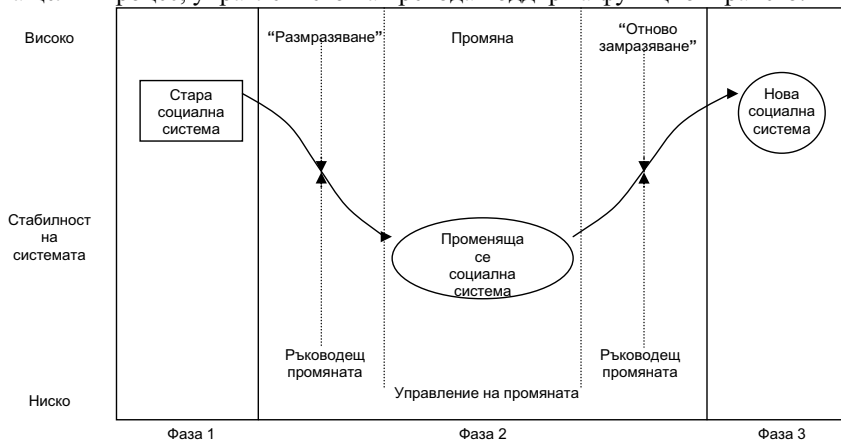 Високо
“Размразяване”
Промяна
“Отново
замразяване”
Стара
социална
система
Нова
социална
система
Стабилност
на
системата
Променяща
се
социална
система
Ръководещ
промяната
Ръководещ
промяната
Управление на промяната
Ниско
Фаза 1
Фаза 2
Фаза 3